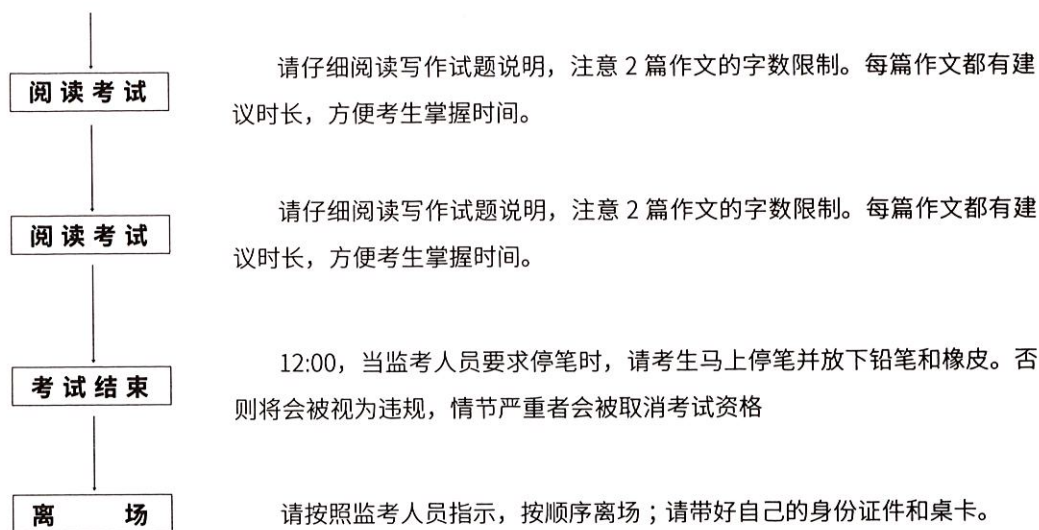 阅读考试
请仔细阅读写作试题说明，注意 2 篇作文的字数限制。每篇作文都有建
议时长，方便考生掌握时间。
阅读考试
请仔细阅读写作试题说明，注意 2 篇作文的字数限制。每篇作文都有建
议时长，方便考生掌握时间。
考试结束
12:00，当监考人员要求停笔时，请考生马上停笔并放下铅笔和橡皮。否
则将会被视为违规，情节严重者会被取消考试资格
离 场
请按照监考人员指示，按顺序离场；请带好自己的身份证件和桌卡。